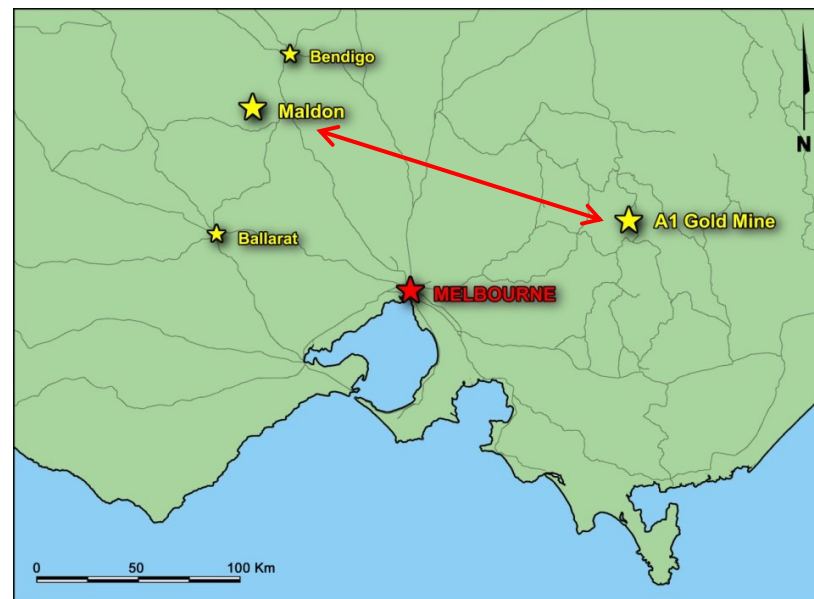 Bendigo
Maldon
N
A1 Gold Mine
Ballarat
MELBOURNE
0 50 100 Km